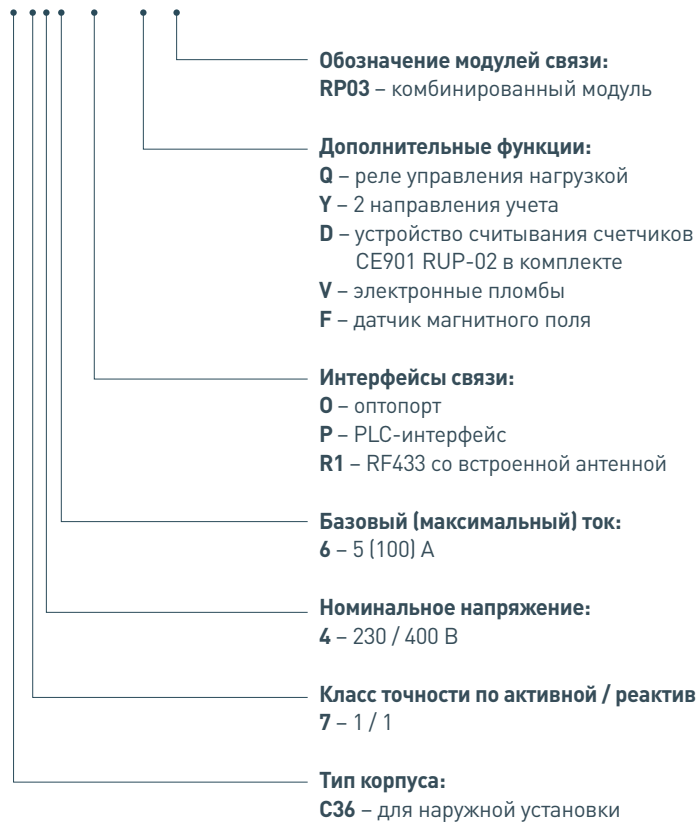 Обозначение модулей связи:
RP03 – комбинированный модуль
Дополнительные функции:
Q – реле управления нагрузкой
Y – 2 направления учета
D – устройство считывания счетчиков
CE901 RUP-02 в комплекте
V – электронные пломбы
F – датчик магнитного поля
Интерфейсы связи:
O – оптопорт
P – PLC-интерфейс
R1 – RF433 со встроенной антенной
Базовый (максимальный) ток:
6 – 5 (100) А
Номинальное напряжение:
4 – 230 / 400 В
Класс точности по активной / реактив
7 – 1 / 1
Тип корпуса:
C36 – для наружной установки